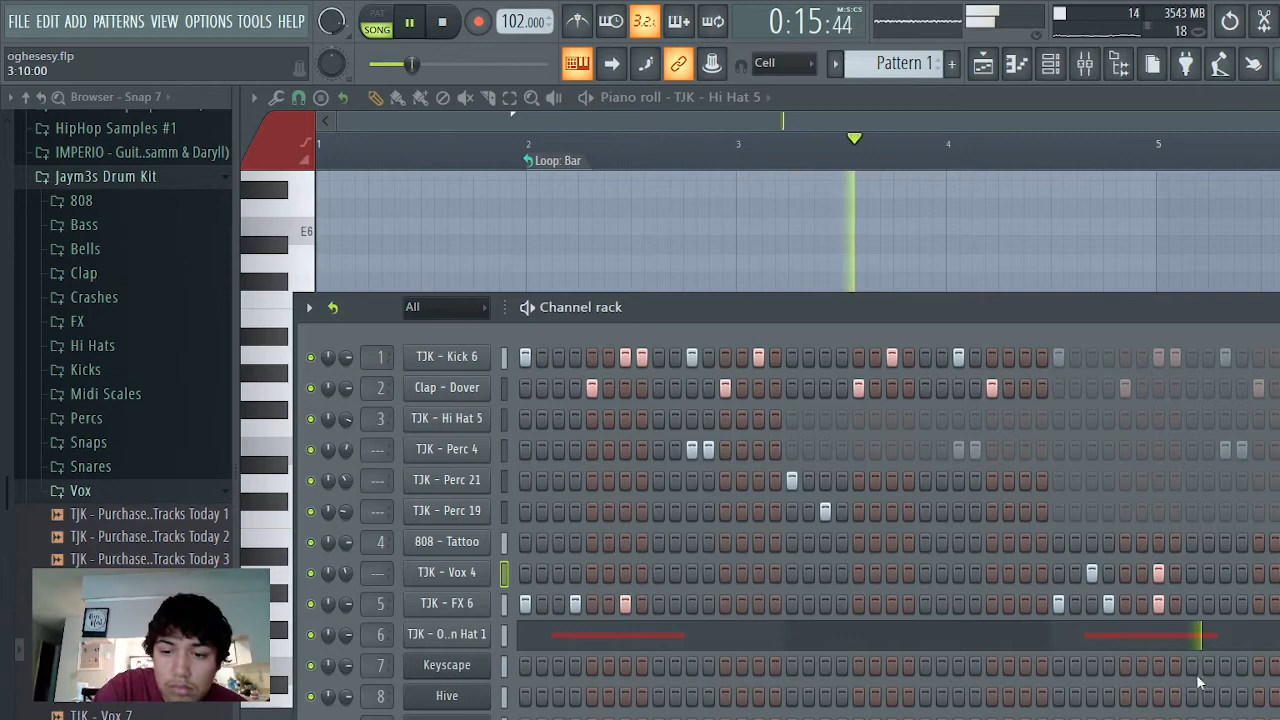 FILE EDIT ADD PATTERNS VIEW OPTIONS TOOLS HELP
PAT
SONG
102.000
3.2.
0:15:44
M:S:CS
14
3543 MB
18
oghesesy.flp
3:10:00
Cell
Pattern 1
Browser - Snap 7
Piano roll - TJK - Hi Hat 5
HipHop Samples #1
IMPERIO - Guit..samm & Daryll)
Jaym3s Drum Kit
808
Bass
Bells
Clap
Crashes
FX
Hi Hats
Kicks
Midi Scales
Percs
Snaps
Snares
Vox
TJK - Purchase..Tracks Today 1
TJK - Purchase..Tracks Today 2
TJK - Purchase..Tracks Today 3
TJK - Vox 7
1 2 3 4 5
Loop: Bar
E6
All
Channel rack
1 TJK - Kick 6
2 Clap - Dover
3 TJK - Hi Hat 5
--- TJK - Perc 4
--- TJK - Perc 21
--- TJK - Perc 19
4 808 - Tattoo
--- TJK - Vox 4
5 TJK - FX 6
6 TJK - O..n Hat 1
7 Keyscape
8 Hive